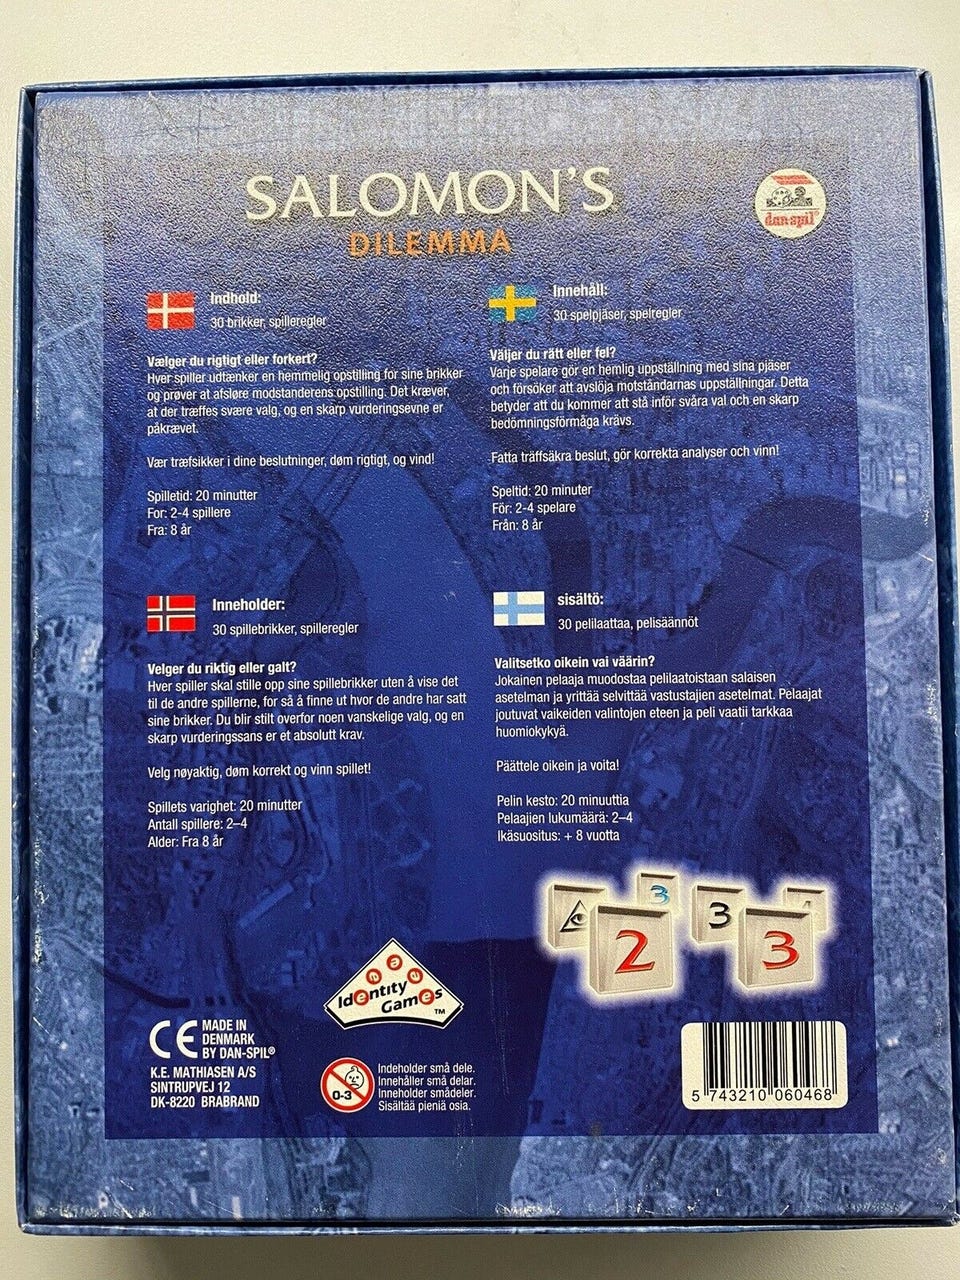 SALOMON'S
DILEMMA
dan-spil®
Indhold:
30 brikker, spilleregler
Vælger du rigtigt eller forkert?
Hver spiller udtænker en hemmelig opstilling for sine brikker
og prøver at afsløre modstanderens opstilling. Det kræver,
at der træffes svære valg, og en skarp vurderingsevne er
påkrævet.
Vær træfsikker i dine beslutninger, døm rigtigt, og vind!
Spilletid: 20 minutter
For: 2-4 spillere
Fra: 8 år
Innehåll:
30 spelpjäser, spelregler
Väljer du rätt eller fel?
Varje spelare gör en hemlig uppställning med sina pjäser
och försöker att avslöja motståndarnas uppställningar. Detta
betyder att du kommer att stå inför svåra val och en skarp
bedömningsförmåga krävs.
Fatta träffsäkra beslut, gör korrekta analyser och vinn!
Speltid: 20 minuter
För: 2-4 spelare
Från: 8 år
Inneholder:
30 spillebrikker, spilleregler
Velger du riktig eller galt?
Hver spiller skal stille opp sine spillebrikker uten å vise det
til de andre spillerne, for så å finne ut hvor de andre har satt
sine brikker. Du blir stilt overfor noen vanskelige valg, og en
skarp vurderingssans er et absolutt krav.
Velg nøyaktig, døm korrekt og vinn spillet!
Spillets varighet: 20 minutter
Antall spillere: 2–4
Alder: Fra 8 år
sisältö:
30 pelilaattaa, pelisäännöt
Valitsetko oikein vai väärin?
Jokainen pelaaja muodostaa pelilaatoistaan salaisen
asetelman ja yrittää selvittää vastustajien asetelmat. Pelaajat
joutuvat vaikeiden valintojen eteen ja peli vaatii tarkkaa
huomiokykyä.
Päättele oikein ja voita!
Pelin kesto: 20 minuuttia
Pelaajien lukumäärä: 2–4
Ikäsuositus: + 8 vuotta
3
3
2
3
Identity
Games
TM
CE
MADE IN
DENMARK
BY DAN-SPIL®
K.E. MATHIASEN A/S
SINTRUPVEJ 12
DK-8220 BRABRAND
0-3
Indeholder små dele.
Innehåller små delar.
Inneholder smådeler.
Sisältää pieniä osia.
5 743210 060468